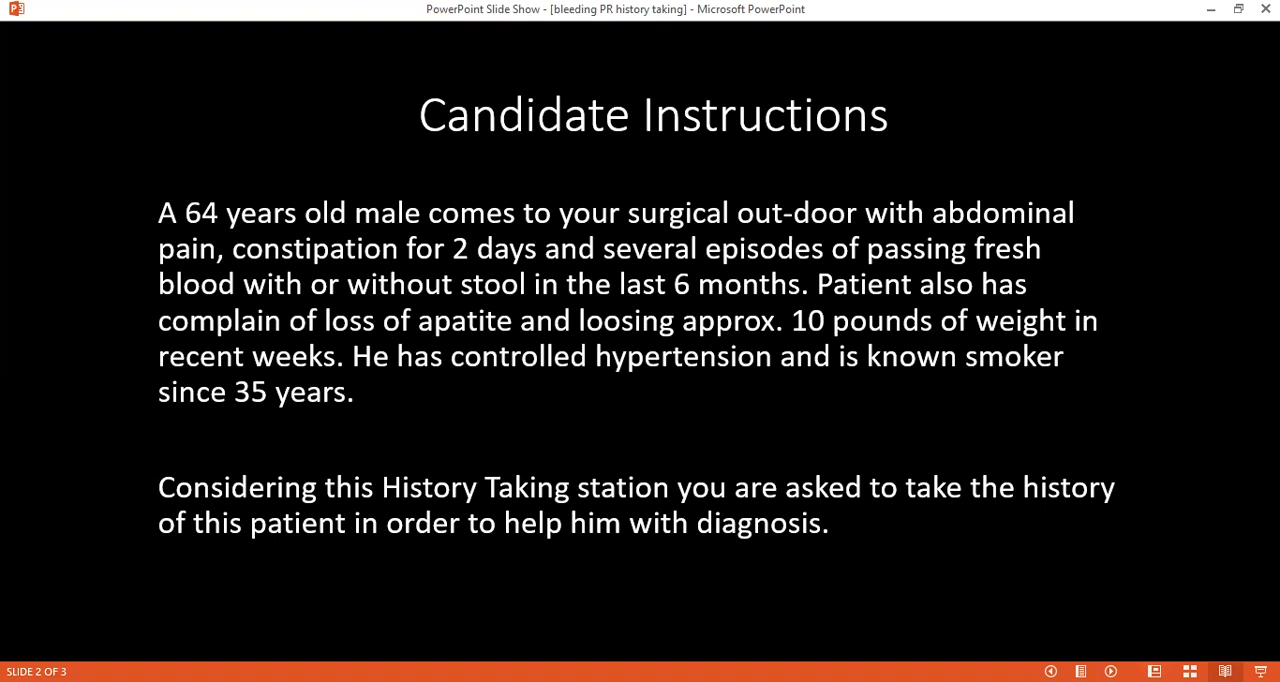 PowerPoint Slide Show - [bleeding PR history taking] - Microsoft PowerPoint
Candidate Instructions
A 64 years old male comes to your surgical out-door with abdominal
pain, constipation for 2 days and several episodes of passing fresh
blood with or without stool in the last 6 months. Patient also has
complain of loss of apatite and loosing approx. 10 pounds of weight in
recent weeks. He has controlled hypertension and is known smoker
since 35 years.
Considering this History Taking station you are asked to take the history
of this patient in order to help him with diagnosis.
SLIDE 2 OF 3